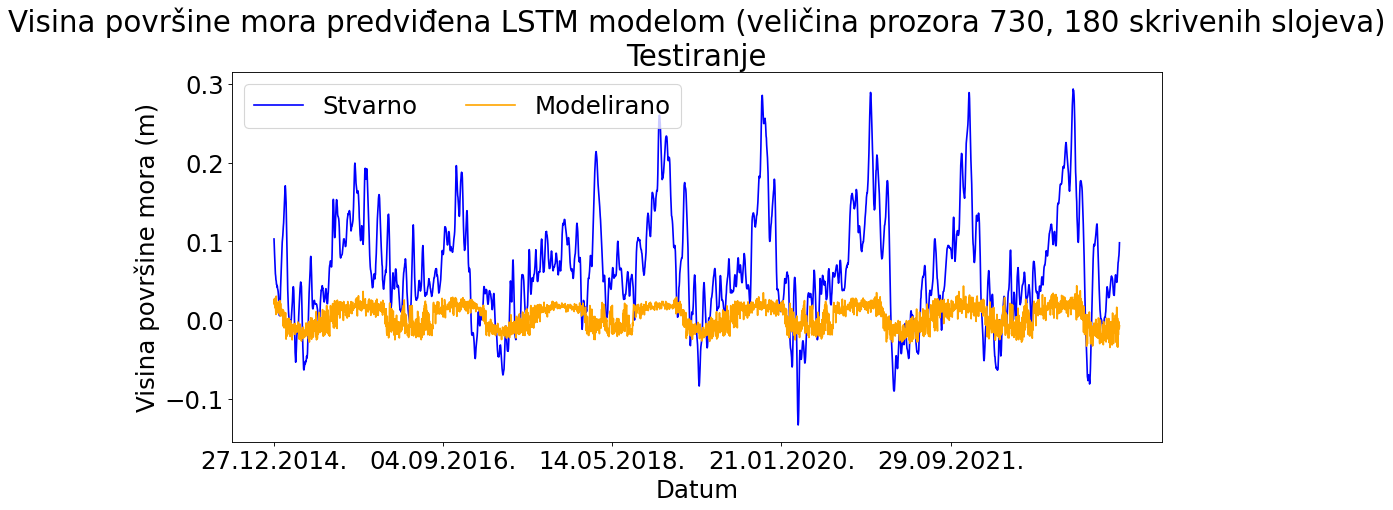 Visina površine mora predviđena LSTM modelom (veličina prozora 730, 180 skrivenih slojeva)
Testiranje
Stvarno Modelirano
Visina površine mora (m)
0.3
0.2
0.1
0.0
−0.1
27.12.2014. 04.09.2016. 14.05.2018. 21.01.2020. 29.09.2021.
Datum